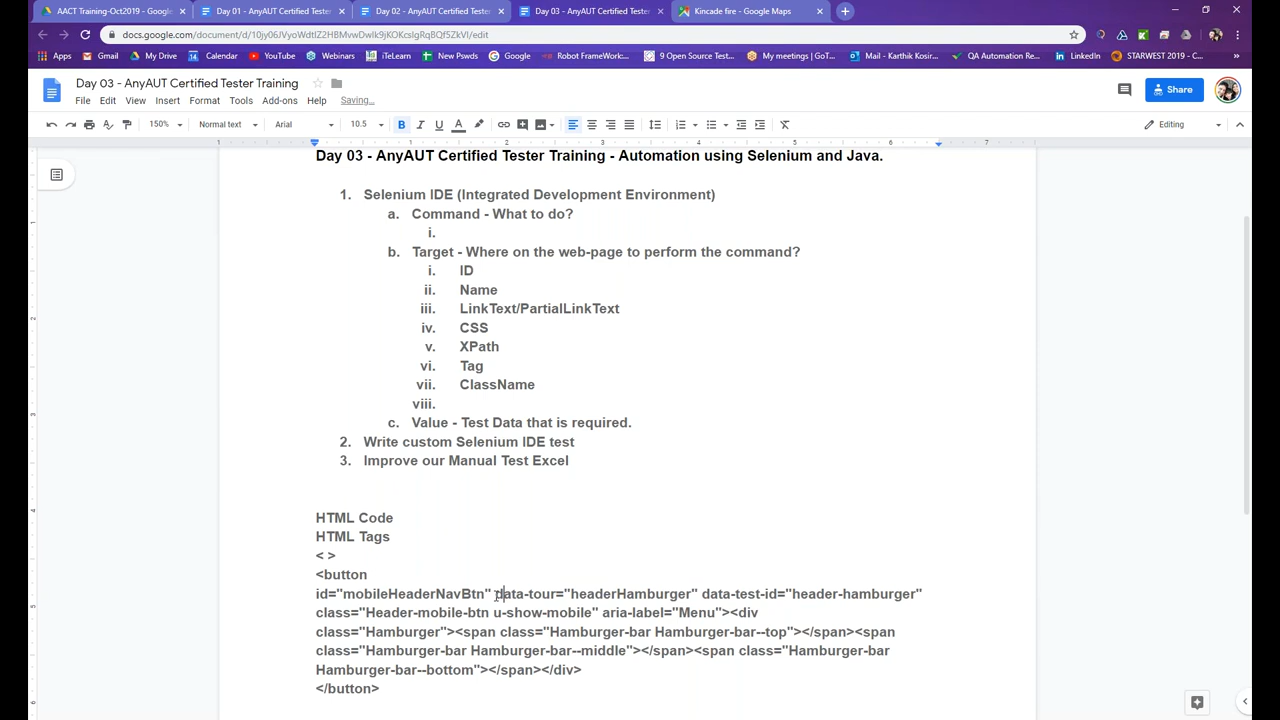 AACT Training-Oct2019 - Google
Day 01 - AnyAUT Certified Tester
Day 02 - AnyAUT Certified Tester
Day 03 - AnyAUT Certified Tester
Kincade fire - Google Maps
docs.google.com/document/d/10jy06JVyoWdtlZ2HBMvwDwlk9jKOKcslgRqBQf5ZkVI/edit
Apps
Gmail
My Drive
Calendar
YouTube
Webinars
iTeLearn
New Pswds
Google
Robot FrameWork:...
9 Open Source Test...
My meetings | GoT...
Mail - Karthik Kosir...
QA Automation Re...
LinkedIn
STARWEST 2019 - C...
Day 03 - AnyAUT Certified Tester Training
File Edit View Insert Format Tools Add-ons Help Saving...
Share
150% Normal text Arial 10.5 B I U A Editing
1 1 2 3 4 5 6 7
Day 03 - AnyAUT Certified Tester Training - Automation using Selenium and Java.
1. Selenium IDE (Integrated Development Environment)
a. Command - What to do?
i.
b. Target - Where on the web-page to perform the command?
i. ID
ii. Name
iii. LinkText/PartialLinkText
iv. CSS
v. XPath
vi. Tag
vii. ClassName
viii.
c. Value - Test Data that is required.
2. Write custom Selenium IDE test
3. Improve our Manual Test Excel
HTML Code
HTML Tags
< >
<button
id="mobileHeaderNavBtn" data-tour="headerHamburger" data-test-id="header-hamburger"
class="Header-mobile-btn u-show-mobile" aria-label="Menu"><div
class="Hamburger"><span class="Hamburger-bar Hamburger-bar--top"></span><span
class="Hamburger-bar Hamburger-bar--middle"></span><span class="Hamburger-bar
Hamburger-bar--bottom"></span></div>
</button>